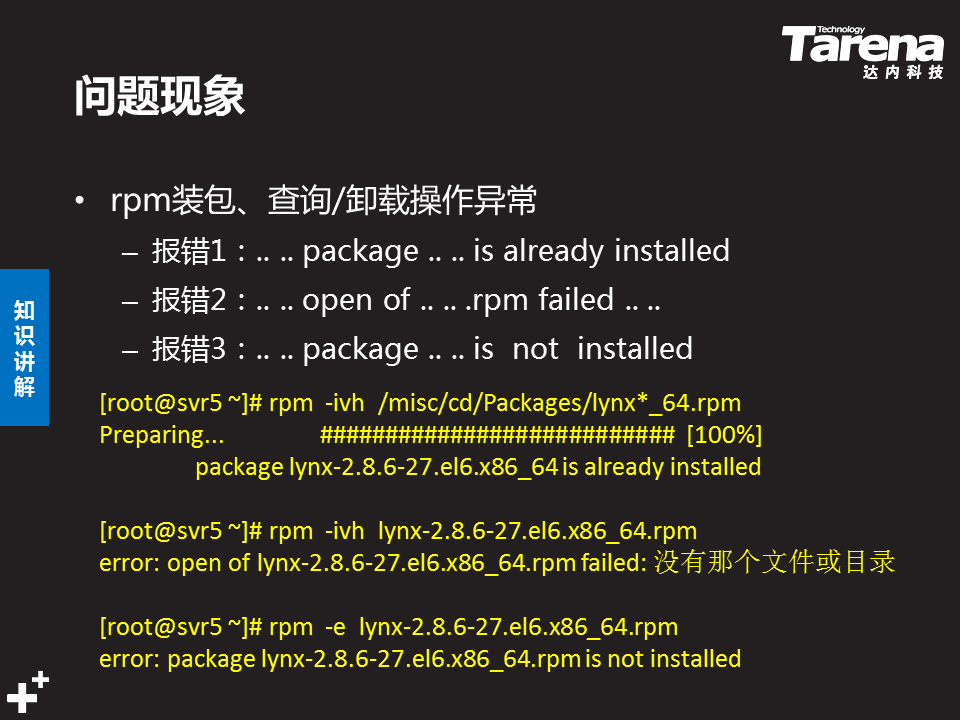 Technology
Tarena
达内科技
问题现象
• rpm装包、查询/卸载操作异常
– 报错1：.. .. package .. .. is already installed
– 报错2：.. .. open of .. .. .rpm failed .. ..
– 报错3：.. .. package .. .. is  not  installed
知识讲解
[root@svr5 ~]# rpm  -ivh  /misc/cd/Packages/lynx*_64.rpm
Preparing...                ########################### [100%]
package lynx-2.8.6-27.el6.x86_64 is already installed
[root@svr5 ~]# rpm  -ivh  lynx-2.8.6-27.el6.x86_64.rpm
error: open of lynx-2.8.6-27.el6.x86_64.rpm failed: 没有那个文件或目录
[root@svr5 ~]# rpm  -e  lynx-2.8.6-27.el6.x86_64.rpm
error: package lynx-2.8.6-27.el6.x86_64.rpm is not installed